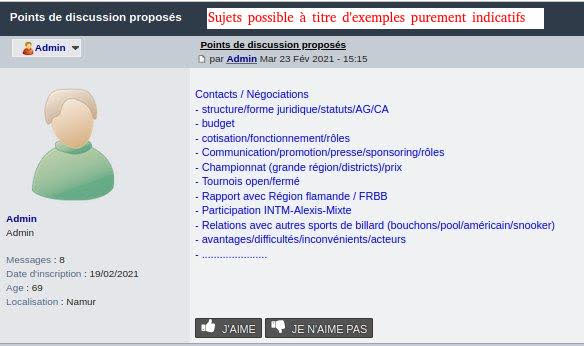 Points de discussion proposés
Sujets possible à titre d'exemples purement indicatifs
Admin
Points de discussion proposés
par Admin Mar 23 Fév 2021 - 15:15
Contacts / Négociations
- structure/forme juridique/statuts/AG/CA
- budget
- cotisation/fonctionnement/rôles
- Communication/promotion/presse/sponsoring/rôles
- Championnat (grande région/districts)/prix
- Tournois open/fermé
- Rapport avec Région flamande / FRBB
- Participation INTM-Alexis-Mixte
- Relations avec autres sports de billard (bouchons/pool/américain/snooker)
- avantages/difficultés/inconvénients/acteurs
- ......................
Admin
Admin
Messages : 8
Date d'inscription : 19/02/2021
Age : 69
Localisation : Namur
J'AIME
JE N'AIME PAS